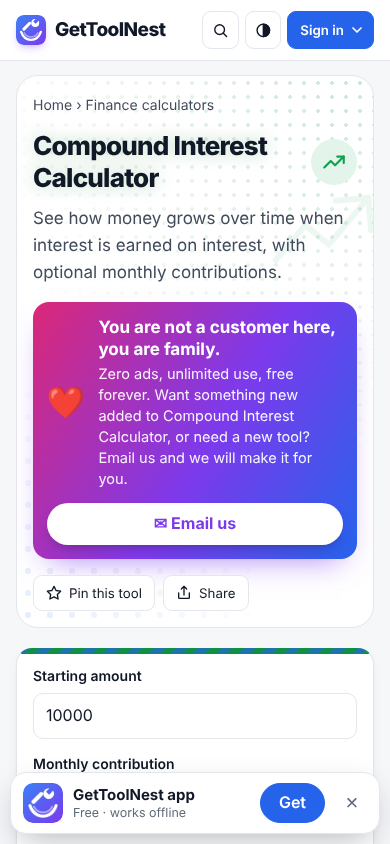 GetToolNest
Sign in
Home › Finance calculators
Compound Interest
Calculator
See how money grows over time when
interest is earned on interest, with
optional monthly contributions.
You are not a customer here,
you are family.
Zero ads, unlimited use, free
forever. Want something new
added to Compound Interest
Calculator, or need a new tool?
Email us and we will make it for
you.
✉ Email us
Pin this tool
Share
Starting amount
10000
Monthly contribution
GetToolNest app
Free · works offline
Get